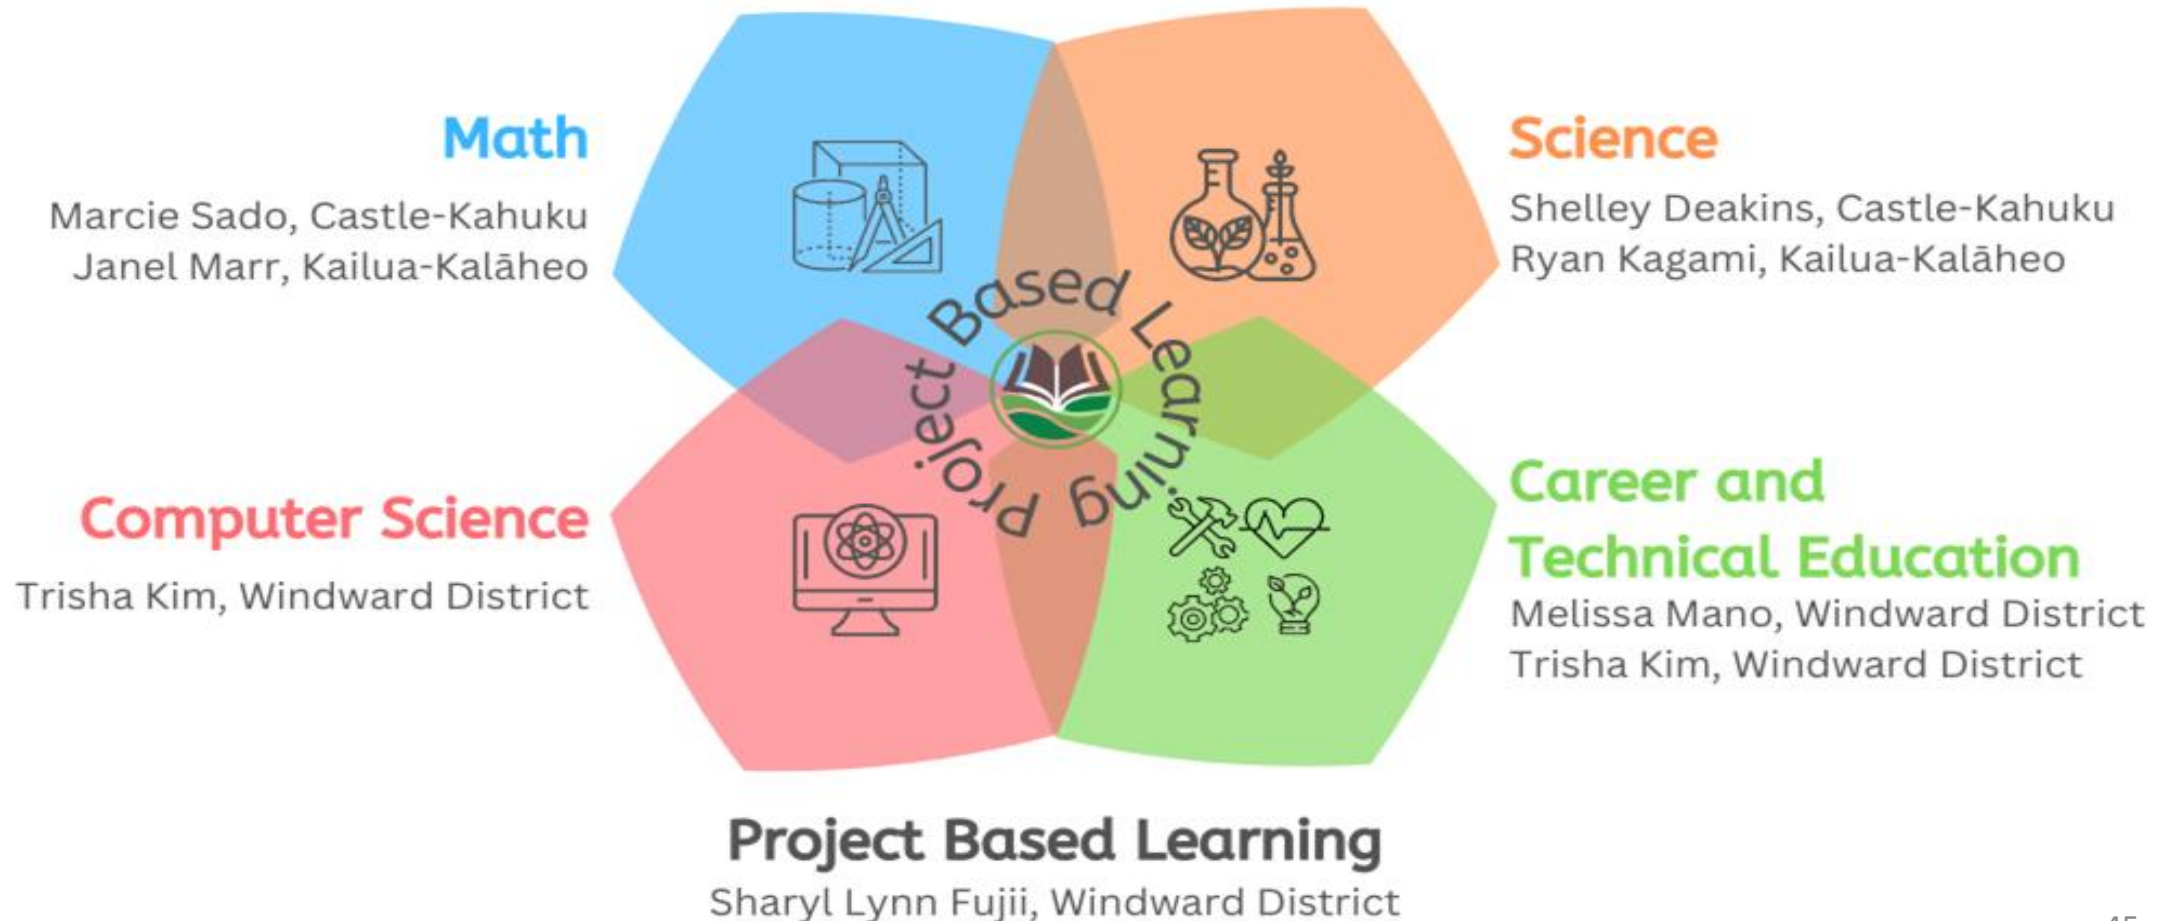 Math
Marcie Sado, Castle-Kahuku
Janel Marr, Kailua-Kalāheo
Science
Shelley Deakins, Castle-Kahuku
Ryan Kagami, Kailua-Kalāheo
Project Based Learning
Computer Science
Trisha Kim, Windward District
Career and
Technical Education
Melissa Mano, Windward District
Trisha Kim, Windward District
Project Based Learning
Sharyl Lynn Fujii, Windward District